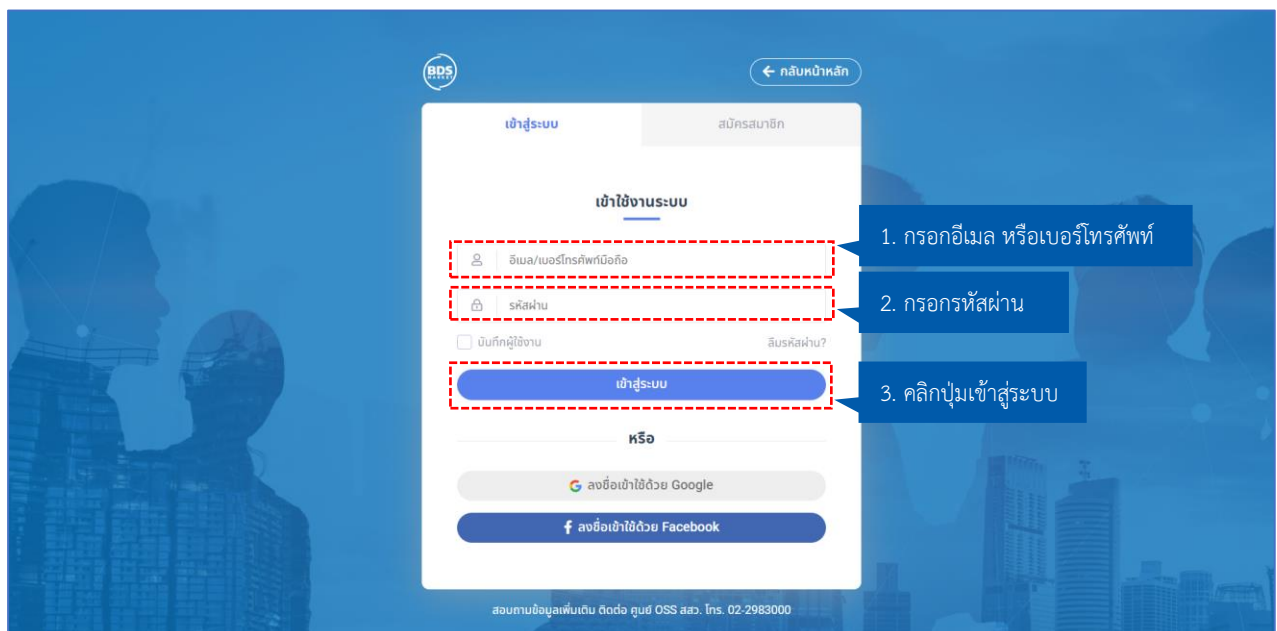 BDS
MARKET
← กลับหน้าหลัก
เข้าสู่ระบบ
สมัครสมาชิก
เข้าใช้งานระบบ
1. กรอกอีเมล หรือเบอร์โทรศัพท์
อีเมล/เบอร์โทรศัพท์มือถือ
2. กรอกรหัสผ่าน
รหัสผ่าน
บันทึกผู้ใช้งาน
ลืมรหัสผ่าน?
เข้าสู่ระบบ
3. คลิกปุ่มเข้าสู่ระบบ
หรือ
ลงชื่อเข้าใช้ด้วย Google
ลงชื่อเข้าใช้ด้วย Facebook
สอบถามข้อมูลเพิ่มเติม ติดต่อ ศูนย์ OSS สสว. โทร. 02-2983000